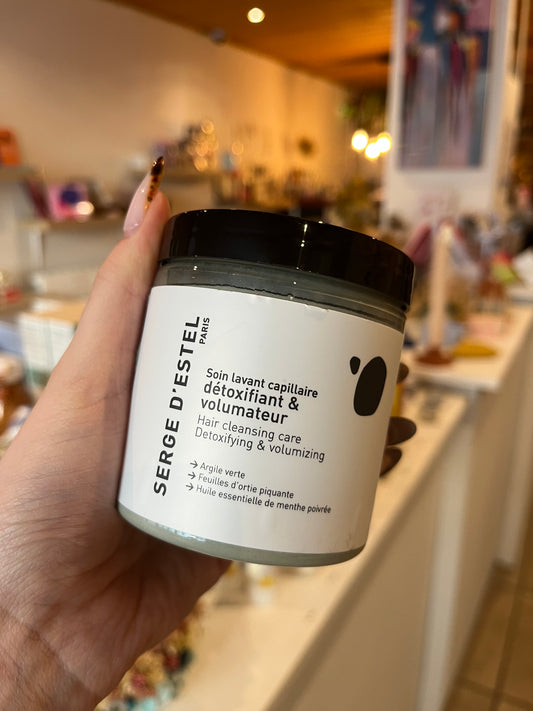 SERGE D'ESTEL
PARIS
Soin lavant capillaire
détoxifiant &
volumateur
Hair cleansing care
Detoxifying & volumizing
→ Argile verte
→ Feuilles d'ortie piquante
→ Huile essentielle de menthe poivrée